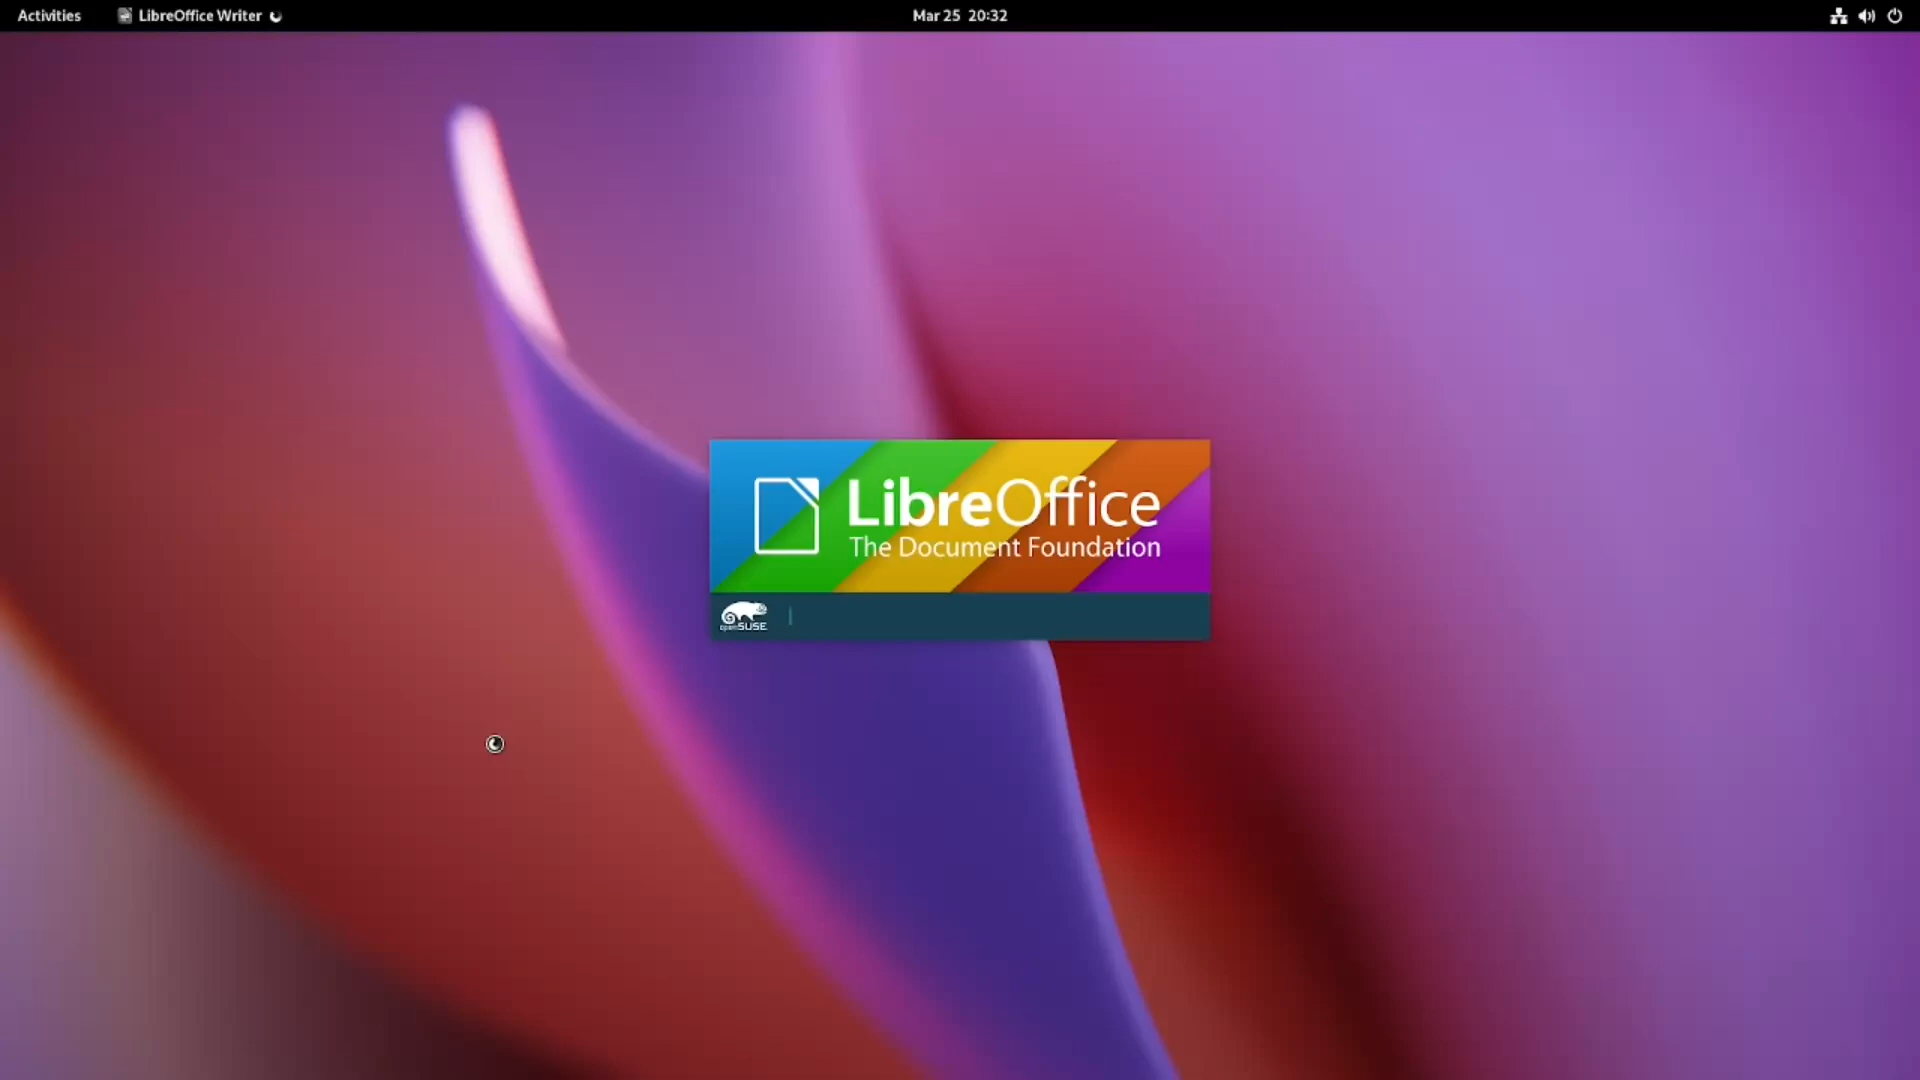 Activities
LibreOffice Writer
Mar 25 20:32
LibreOffice
The Document Foundation
openSUSE